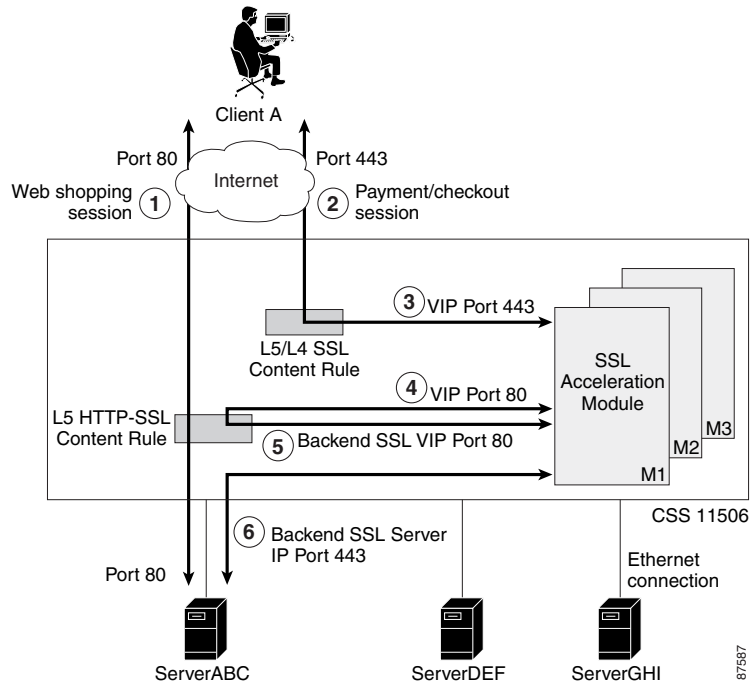 Client A
Port 80
Port 443
Internet
Web shopping
session
1
2
Payment/checkout
session
3
VIP Port 443
L5/L4 SSL
Content Rule
SSL
Acceleration
Module
4
VIP Port 80
L5 HTTP-SSL
Content Rule
5
Backend SSL VIP Port 80
M1
M2
M3
CSS 11506
6
Backend SSL Server
IP Port 443
Port 80
Ethernet
connection
ServerABC
ServerDEF
ServerGHI
87587